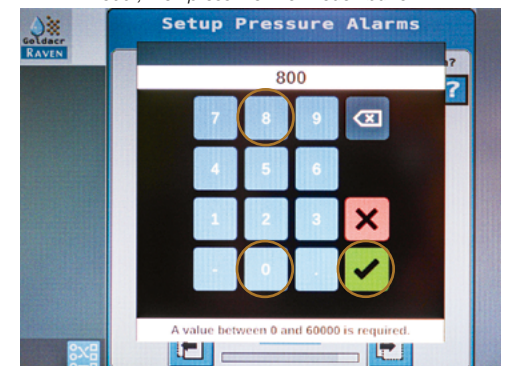 Setup Pressure Alarms
Goldacr
RAVEN
?
800
7 8 9
4 5 6
1 2 3
- 0 .
A value between 0 and 60000 is required.